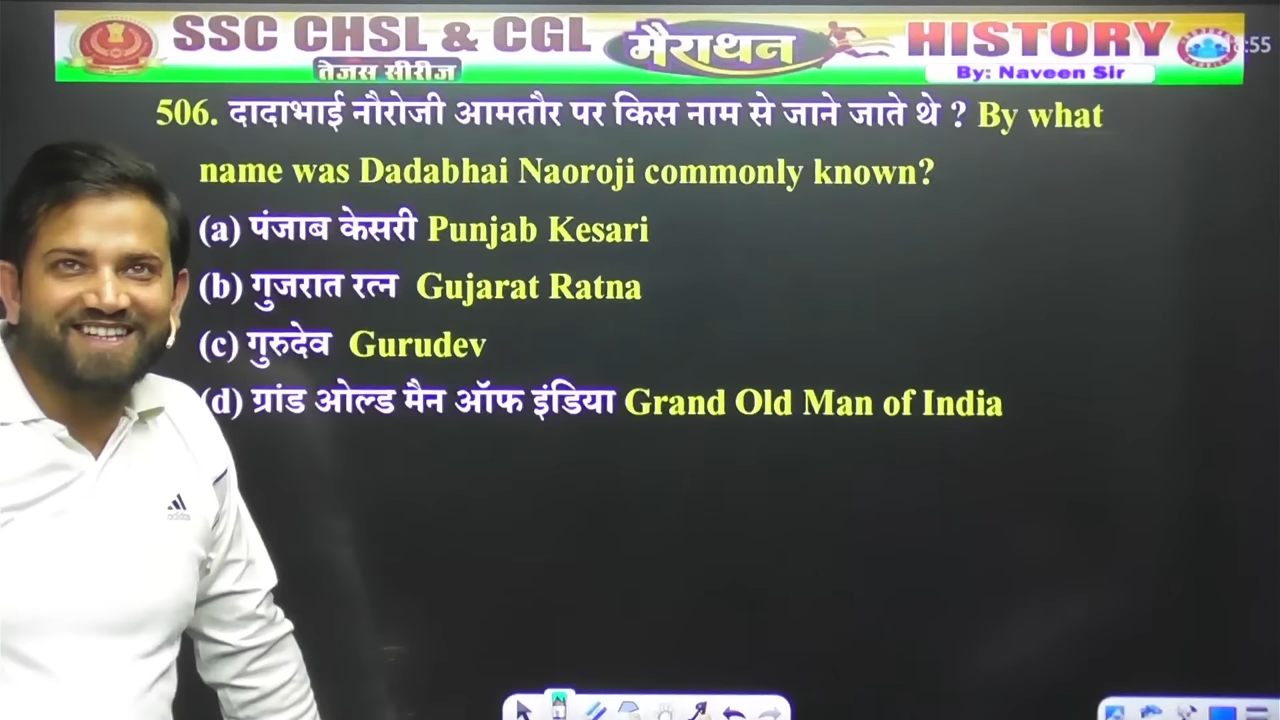 SSC CHSL & CGL मैराथन HISTORY
तेजस सीरीज By: Naveen Sir
506. दादाभाई नौरोजी आमतौर पर किस नाम से जाने जाते थे ? By what
name was Dadabhai Naoroji commonly known?
(a) पंजाब केसरी Punjab Kesari
(b) गुजरात रत्न Gujarat Ratna
(c) गुरुदेव Gurudev
(d) ग्रांड ओल्ड मैन ऑफ इंडिया Grand Old Man of India
adidas